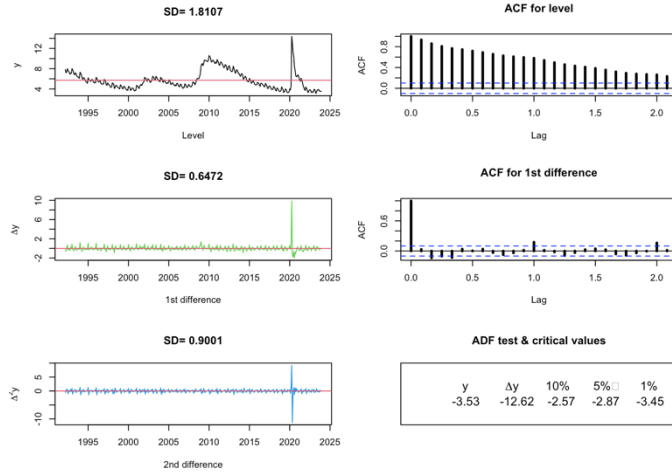 SD= 1.8107
y
4
8
12
1995 2000 2005 2010 2015 2020 2025
Level
ACF for level
ACF
0.0
0.4
0.8
0.0 0.5 1.0 1.5 2.0
Lag
SD= 0.6472
Δy
-2
2
6
10
1995 2000 2005 2010 2015 2020 2025
1st difference
ACF for 1st difference
ACF
0.0
0.4
0.8
0.0 0.5 1.0 1.5 2.0
Lag
SD= 0.9001
Δ²y
-10
0
5
1995 2000 2005 2010 2015 2020 2025
2nd difference
ADF test & critical values
y Δy 10% 5% 1%
-3.53 -12.62 -2.57 -2.87 -3.45